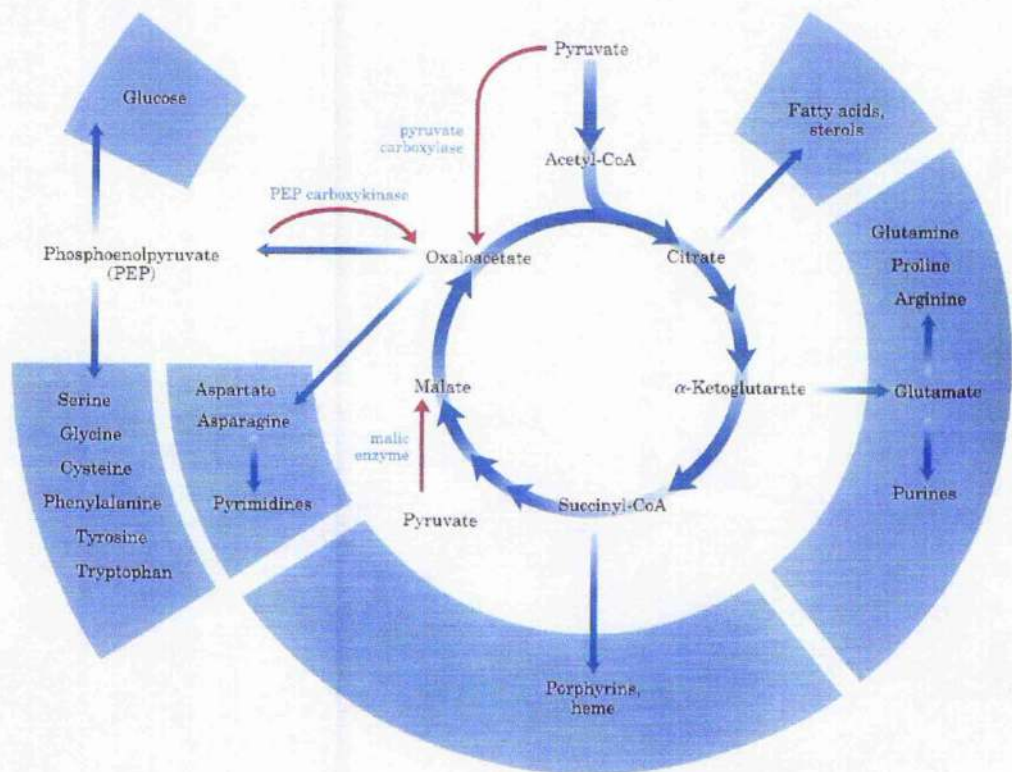 Pyruvate
Glucose
Fatty acids,
sterols
pyruvate
carboxylase
Acetyl-CoA
PEP carboxykinase
Phosphoenolpyruvate
(PEP)
Oxaloacetate
Citrate
Glutamine
Proline
Arginine
Malate
α-Ketoglutarate
Glutamate
Aspartate
Asparagine
Serine
Glycine
Cysteine
Phenylalanine
Tyrosine
Tryptophan
malic
enzyme
Pyrimidines
Pyruvate
Succinyl-CoA
Purines
Porphyrins,
heme